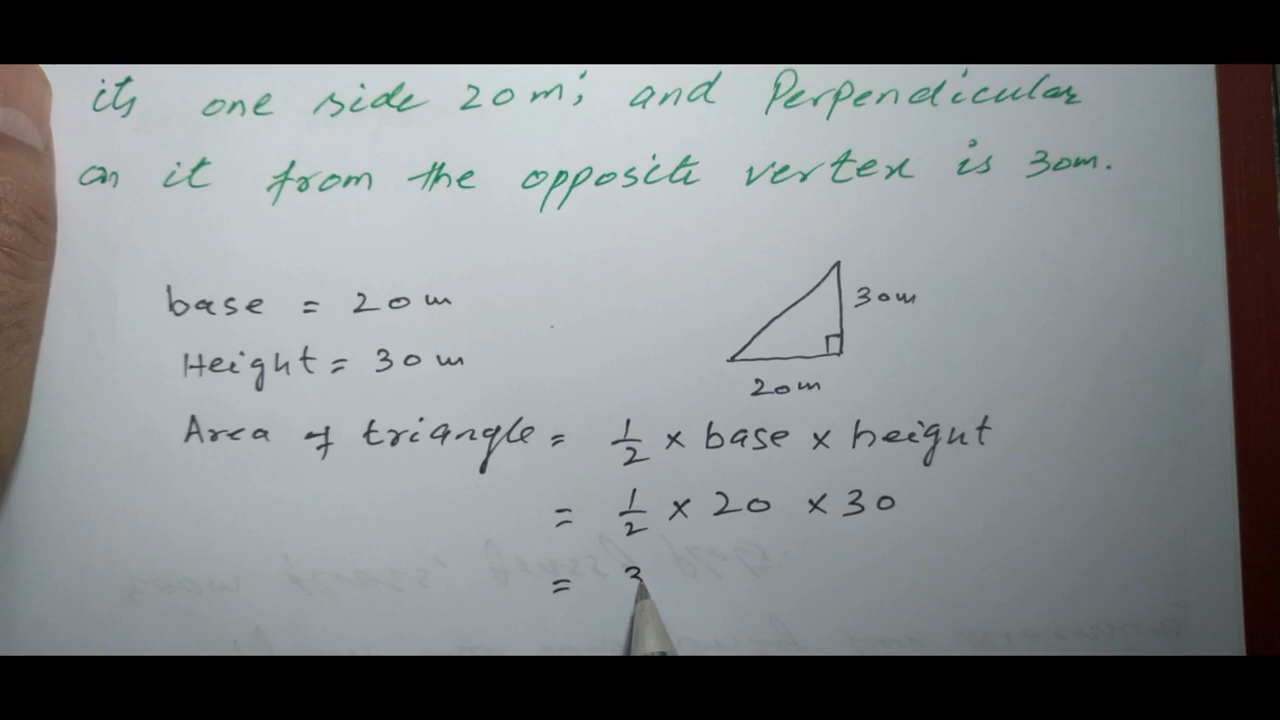 its one side 20m; and Perpendicular
on it from the opposite vertex is 30m.
base = 20m
30m
Height = 30m
20m
Area of triangle = 1/2 × base × height
= 1/2 × 20 × 30
= 3